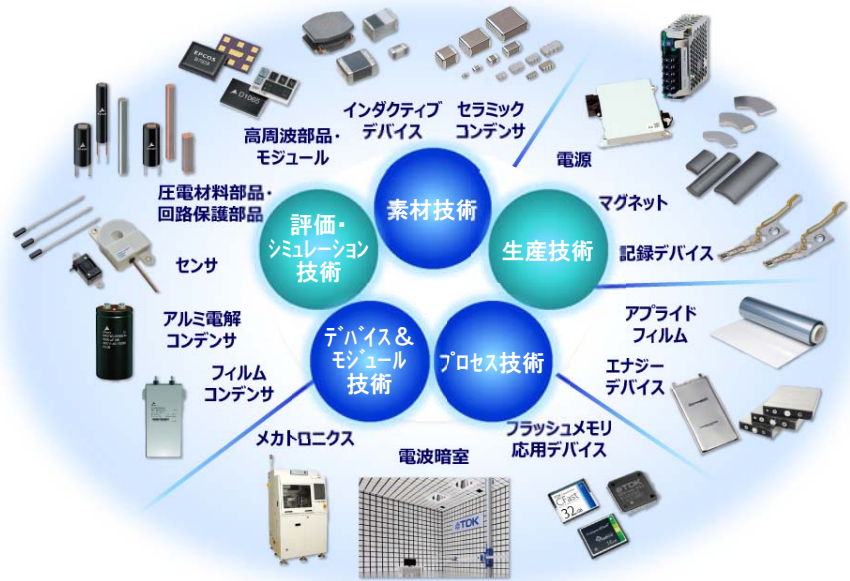 インダクティブ
デバイス
セラミック
コンデンサ
高周波部品・
モジュール
電源
圧電材料部品・
回路保護部品
マグネット
センサ
記録デバイス
アルミ電解
コンデンサ
アプライド
フィルム
フィルム
コンデンサ
エナジー
デバイス
メカトロニクス
電波暗室
フラッシュメモリ
応用デバイス
素材技術
評価・
シミュレーション
技術
生産技術
デバイス＆
モジュール
技術
プロセス技術
EPCOS
D1065
TDK
CFast
32GB
TDK